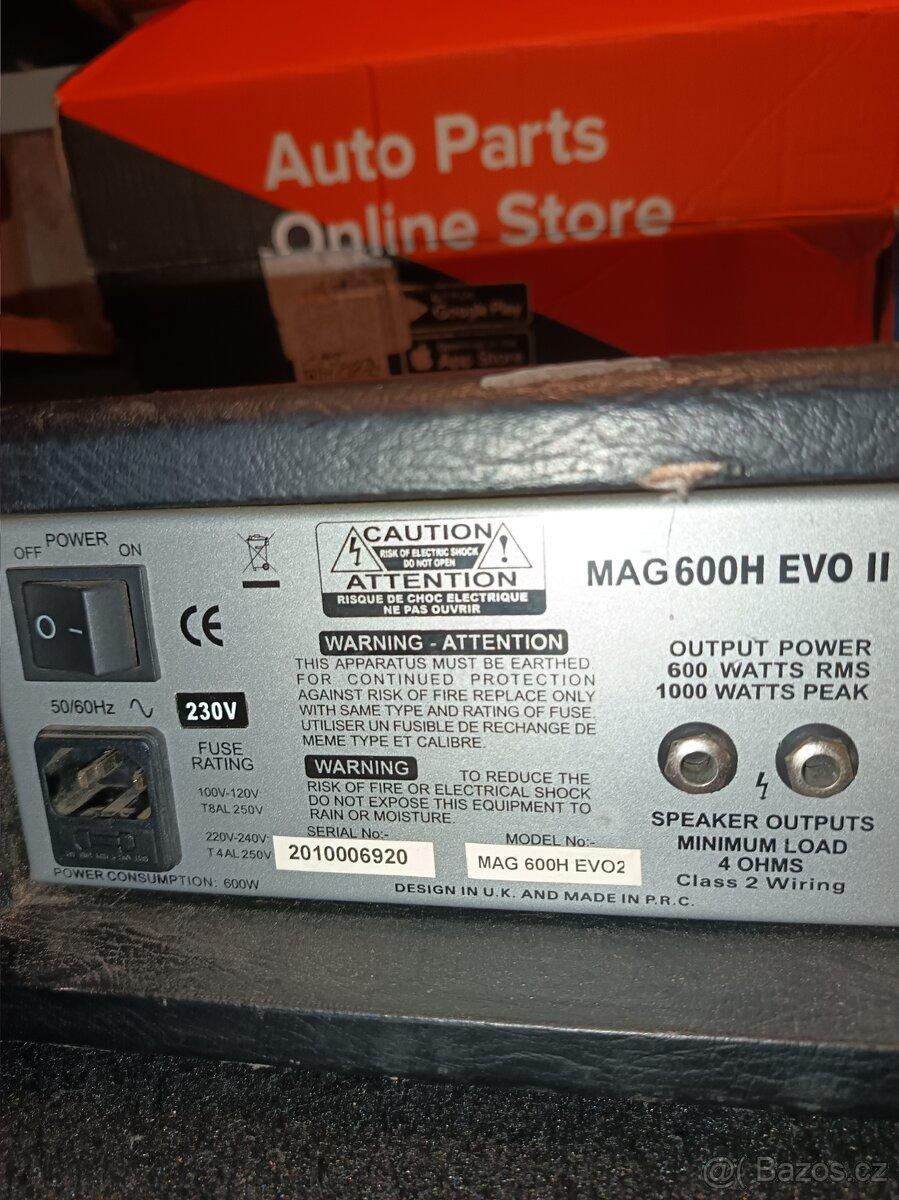 Auto Parts
Online Store
Google Play
App Store
POWER
OFF
ON
CAUTION
RISK OF ELECTRIC SHOCK
DO NOT OPEN
ATTENTION
RISQUE DE CHOC ELECTRIQUE
NE PAS OUVRIR
CE
WARNING - ATTENTION
THIS APPARATUS MUST BE EARTHED.
FOR CONTINUED PROTECTION
AGAINST RISK OF FIRE REPLACE ONLY
WITH SAME TYPE AND RATING OF FUSE
UTILISER UN FUSIBLE DE RECHANGE DE
MEME TYPE ET CALIBRE.
WARNING
TO REDUCE THE
RISK OF FIRE OR ELECTRICAL SHOCK
DO NOT EXPOSE THIS EQUIPMENT TO
RAIN OR MOISTURE.
50/60Hz
230V
FUSE
RATING
100V-120V
T8AL 250V
220V-240V:
T 4AL 250V
POWER CONSUMPTION: 600W
SERIAL No:-
2010006920
MODEL No:-
MAG 600H EVO2
DESIGN IN U.K. AND MADE IN P.R.C.
MAG600H EVO II
OUTPUT POWER
600 WATTS RMS
1000 WATTS PEAK
SPEAKER OUTPUTS
MINIMUM LOAD
4 OHMS
Class 2 Wiring
Bazos.cz